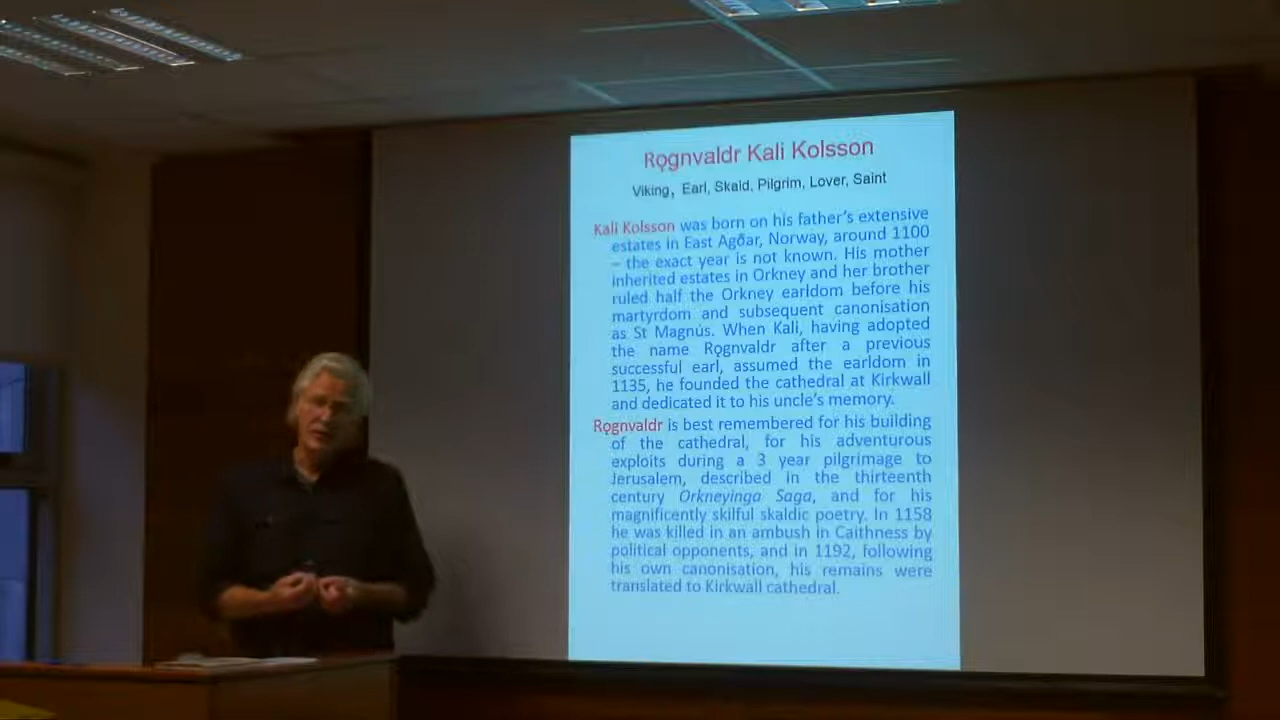 Rǫgnvaldr Kali Kolsson
Viking, Earl, Skald, Pilgrim, Lover, Saint
Kali Kolsson was born on his father's extensive
estates in East Agðar, Norway, around 1100
– the exact year is not known. His mother
inherited estates in Orkney and her brother
ruled half the Orkney earldom before his
martyrdom and subsequent canonisation
as St Magnús. When Kali, having adopted
the name Rǫgnvaldr after a previous
successful earl, assumed the earldom in
1135, he founded the cathedral at Kirkwall
and dedicated it to his uncle's memory.
Rǫgnvaldr is best remembered for his building
of the cathedral, for his adventurous
exploits during a 3 year pilgrimage to
Jerusalem, described in the thirteenth
century Orkneyinga Saga, and for his
magnificently skilful skaldic poetry. In 1158
he was killed in an ambush in Caithness by
political opponents, and in 1192, following
his own canonisation, his remains were
translated to Kirkwall cathedral.